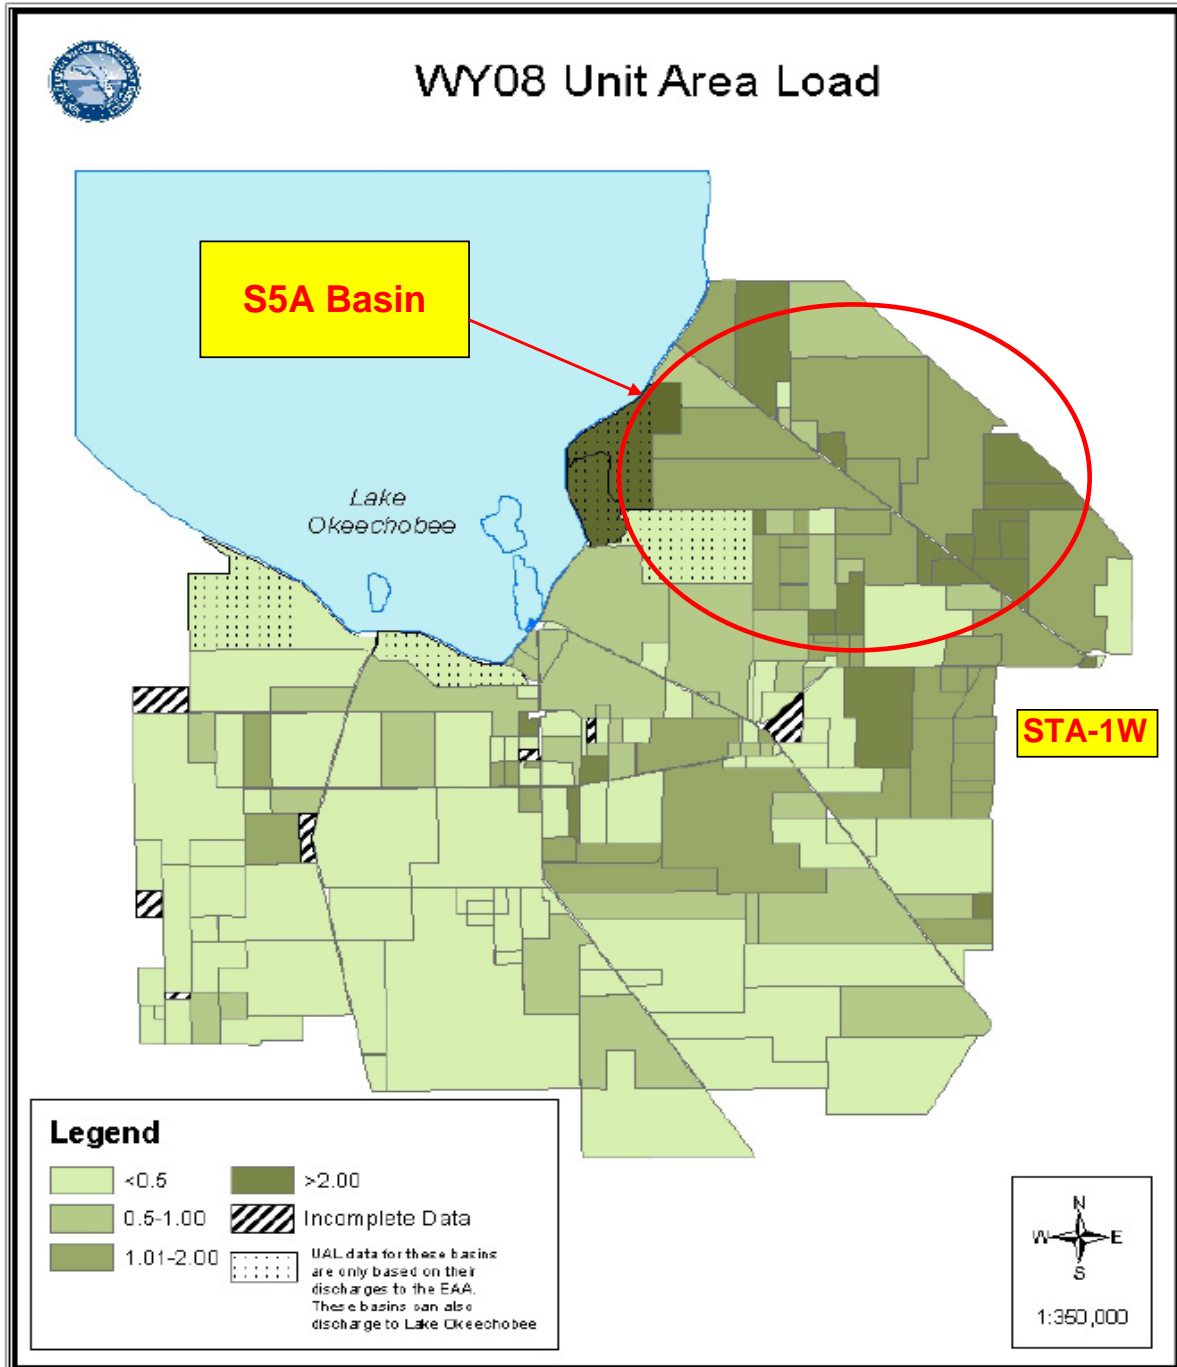 WY08 Unit Area Load
S5A Basin
Lake
Okeechobee
STA-1W
Legend
<0.5
0.5-1.00
1.01-2.00
>2.00
Incomplete Data
UAL data for these basins
are only based on their
discharges to the EAA.
These basins can also
discharge to Lake Okeechobee
N
W E
S
1:350,000